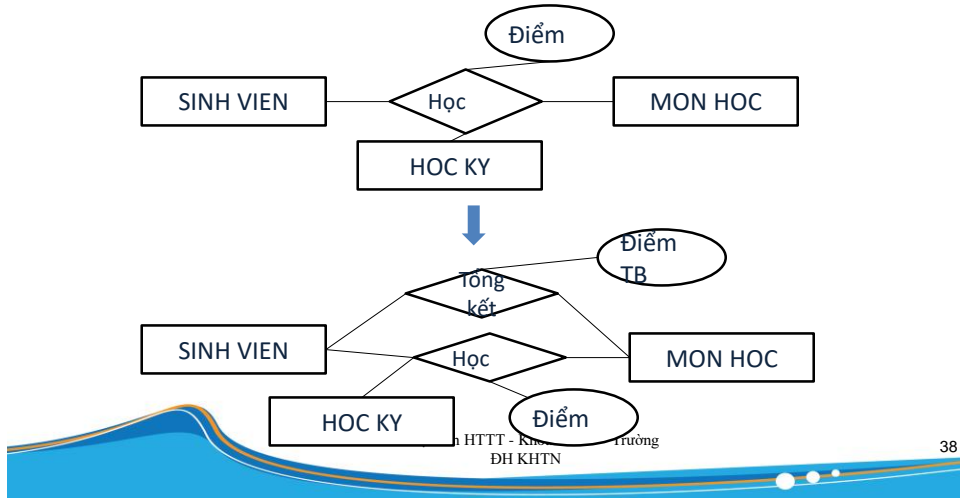 Điểm
SINH VIEN
Học
MON HOC
HOC KY
Điểm
TB
Tổng
kết
SINH VIEN
Học
MON HOC
HOC KY
Điểm
HTTT - Trường
ĐH KHTN
38